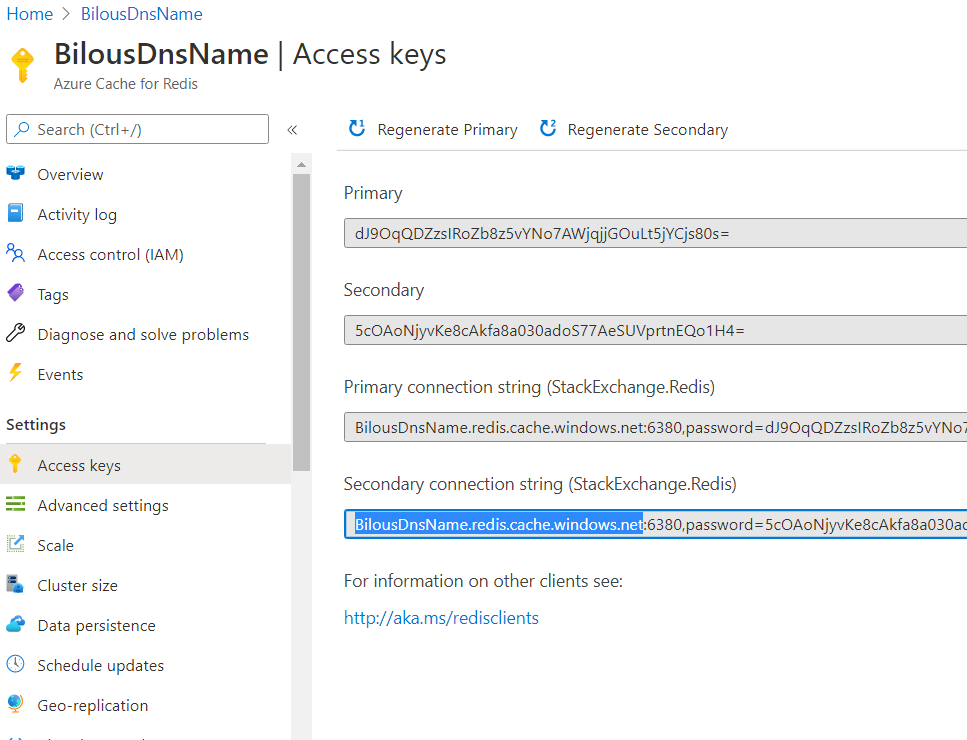 Home > BilousDnsName
BilousDnsName | Access keys
Azure Cache for Redis
Search (Ctrl+/)
«
Regenerate Primary
Regenerate Secondary
Overview
Activity log
Access control (IAM)
Tags
Diagnose and solve problems
Events
Settings
Access keys
Advanced settings
Scale
Cluster size
Data persistence
Schedule updates
Geo-replication
Primary
dJ9OqQDZzsIRoZb8z5vYNo7AWjqjjGOuLt5jYCjs80s=
Secondary
5cOAoNjyvKe8cAkfa8a030adoS77AeSUVprtnEQo1H4=
Primary connection string (StackExchange.Redis)
BilousDnsName.redis.cache.windows.net:6380,password=dJ9OqQDZzsIRoZb8z5vYNo7
Secondary connection string (StackExchange.Redis)
BilousDnsName.redis.cache.windows.net:6380,password=5cOAoNjyvKe8cAkfa8a030ad
For information on other clients see:
http://aka.ms/redisclients